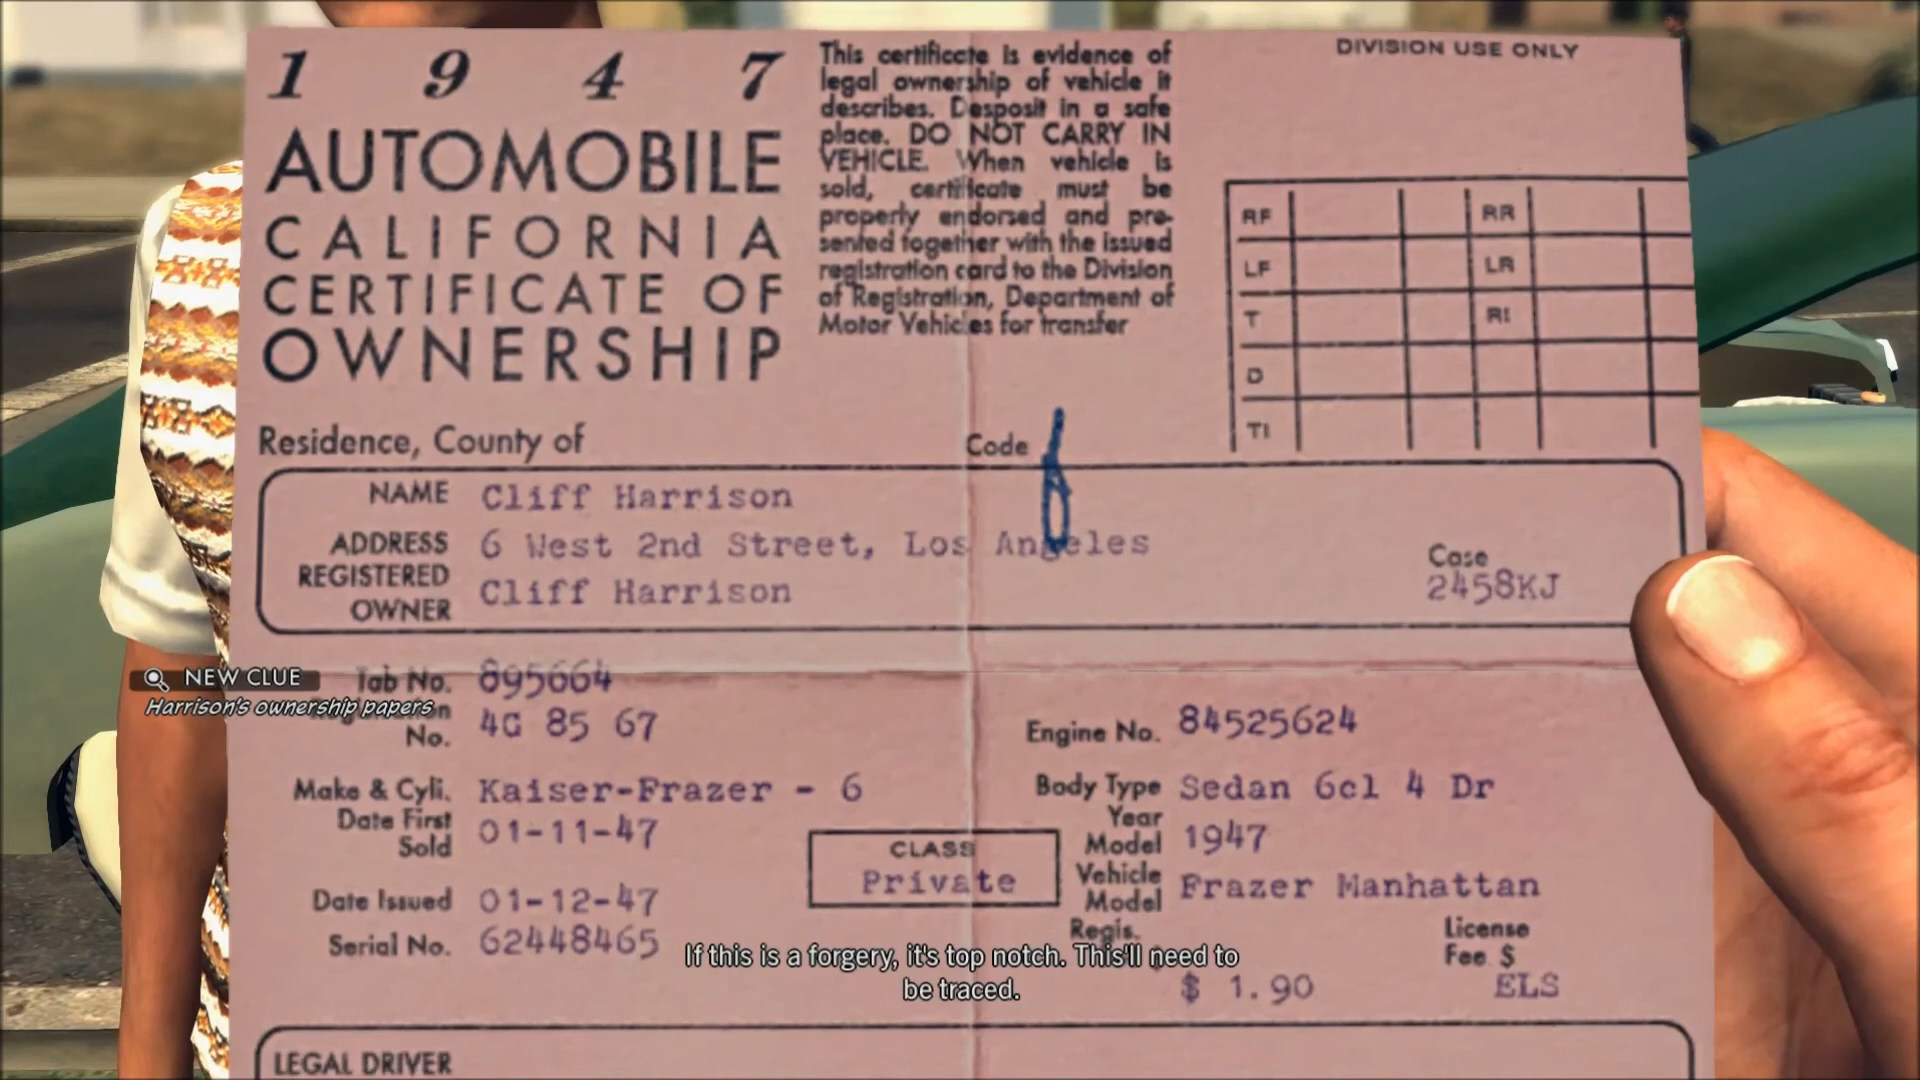 1 9 4 7
AUTOMOBILE
CALIFORNIA
CERTIFICATE OF
OWNERSHIP
This certificate is evidence of
legal ownership of vehicle it
describes. Desposit in a safe
place. DO NOT CARRY IN
VEHICLE. When vehicle is
sold, certificate must be
properly endorsed and pre-
sented together with the issued
registration card to the Division
of Registration, Department of
Motor Vehicles for transfer
DIVISION USE ONLY
RF RR
LF LR
T RI
D
TI
Residence, County of
Code
NAME Cliff Harrison
ADDRESS 6 West 2nd Street, Los Angeles
REGISTERED
OWNER Cliff Harrison
Case
2458KJ
NEW CLUE
Harrison's ownership papers
Tab No. 895664
No. 4G 85 67
Engine No. 84525624
Make & Cyli. Kaiser-Frazer - 6
Body Type Sedan 6cl 4 Dr
Date First
Sold 01-11-47
CLASS
Private
Year
Model 1947
Vehicle
Model Frazer Manhattan
Date Issued 01-12-47
Serial No. 62448465
Regis.
$ 1.90
License
Fee $
ELS
If this is a forgery, it's top notch. This'll need to
be traced.
LEGAL DRIVER